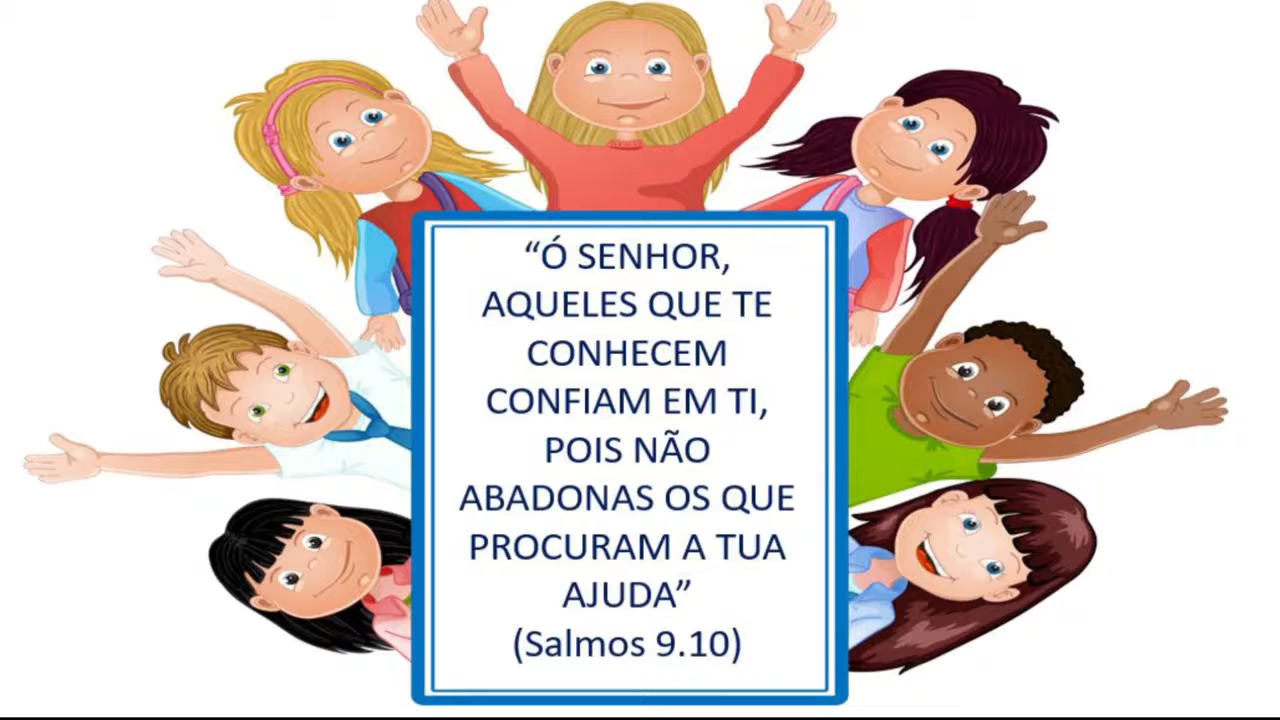 “Ó SENHOR,
AQUELES QUE TE
CONHECEM
CONFIAM EM TI,
POIS NÃO
ABADONAS OS QUE
PROCURAM A TUA
AJUDA”
(Salmos 9.10)